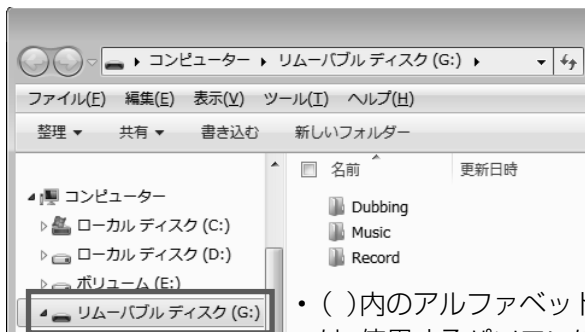 コンピューター ▸ リムーバブル ディスク (G:) ▸
ファイル(F) 編集(E) 表示(V) ツール(T) ヘルプ(H)
整理 ▼ 共有 ▼ 書き込む 新しいフォルダー
名前 更新日時
コンピューター
ローカル ディスク (C:)
ローカル ディスク (D:)
ボリューム (E:)
リムーバブル ディスク (G:)
Dubbing
Music
Record
・( )内のアルファベット